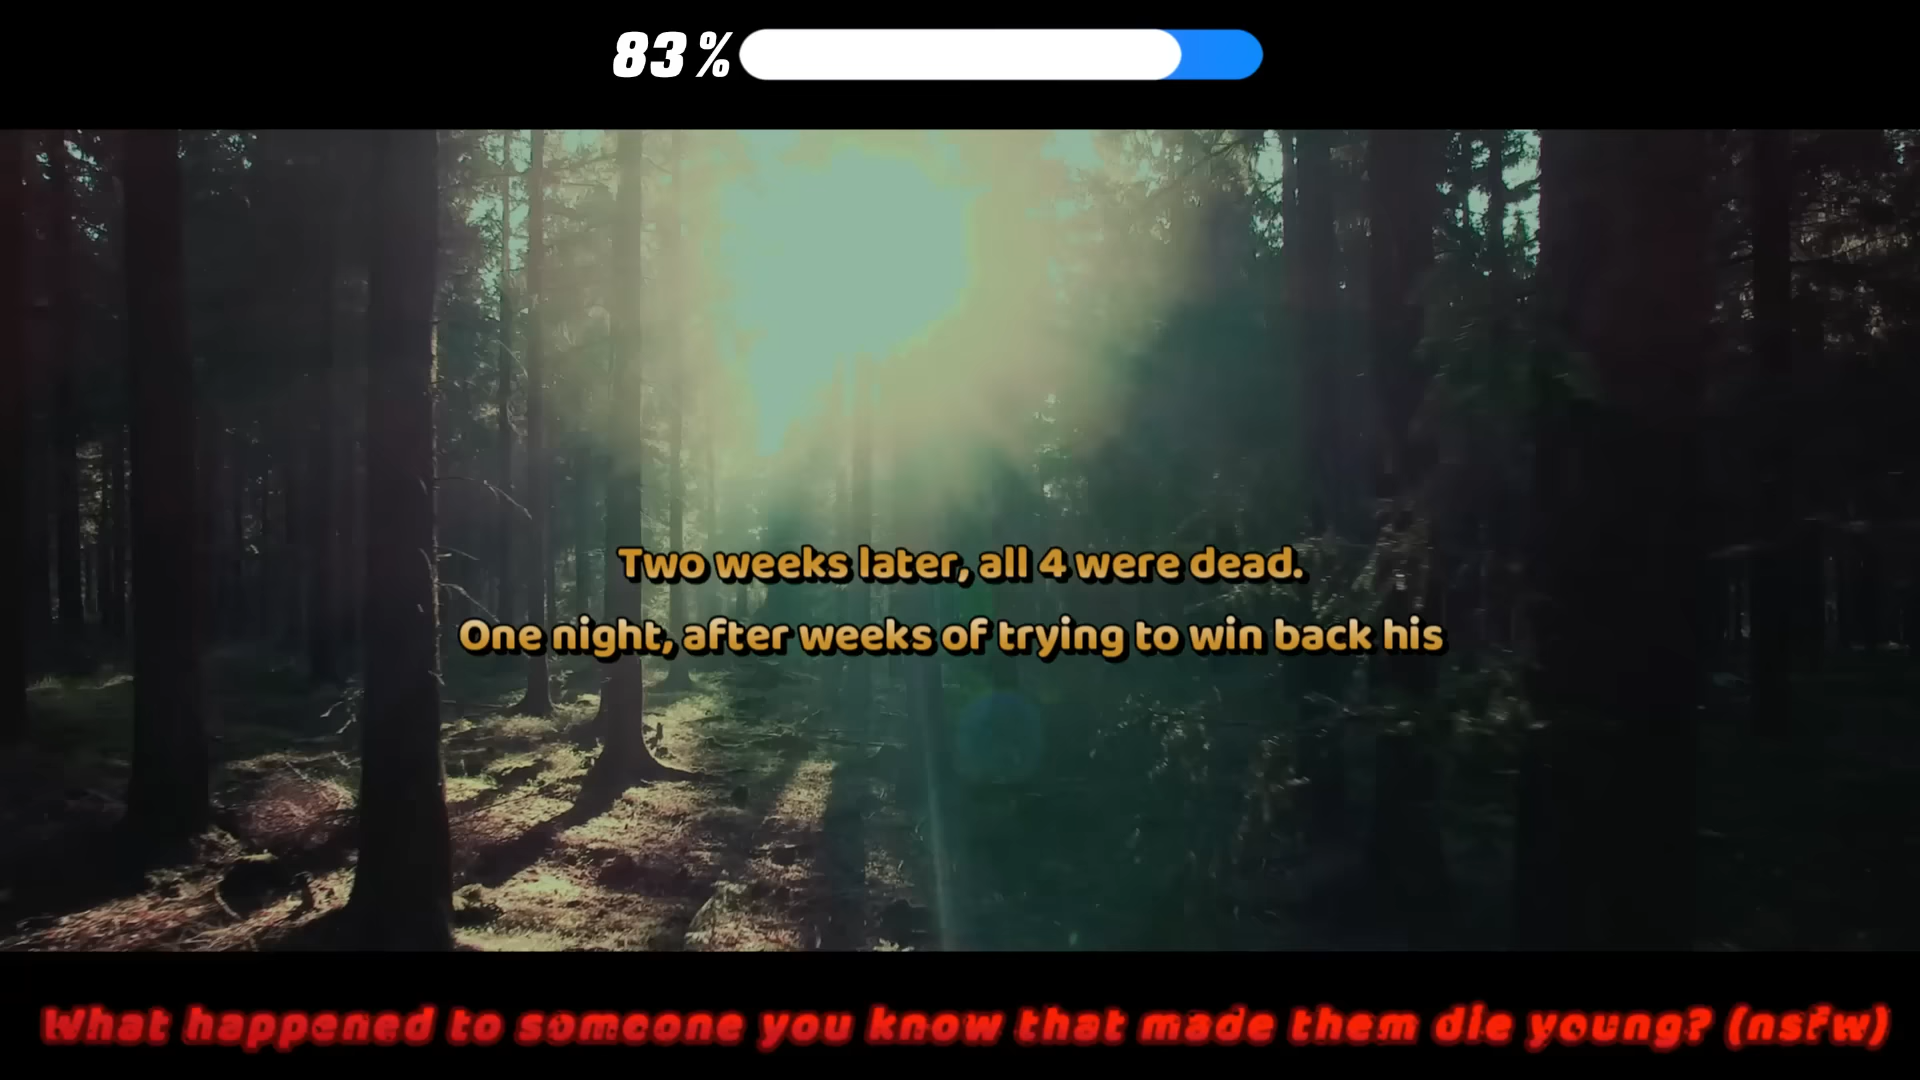 83%
Two weeks later, all 4 were dead.
One night, after weeks of trying to win back his
What happened to someone you know that made them die young? (nsfw)